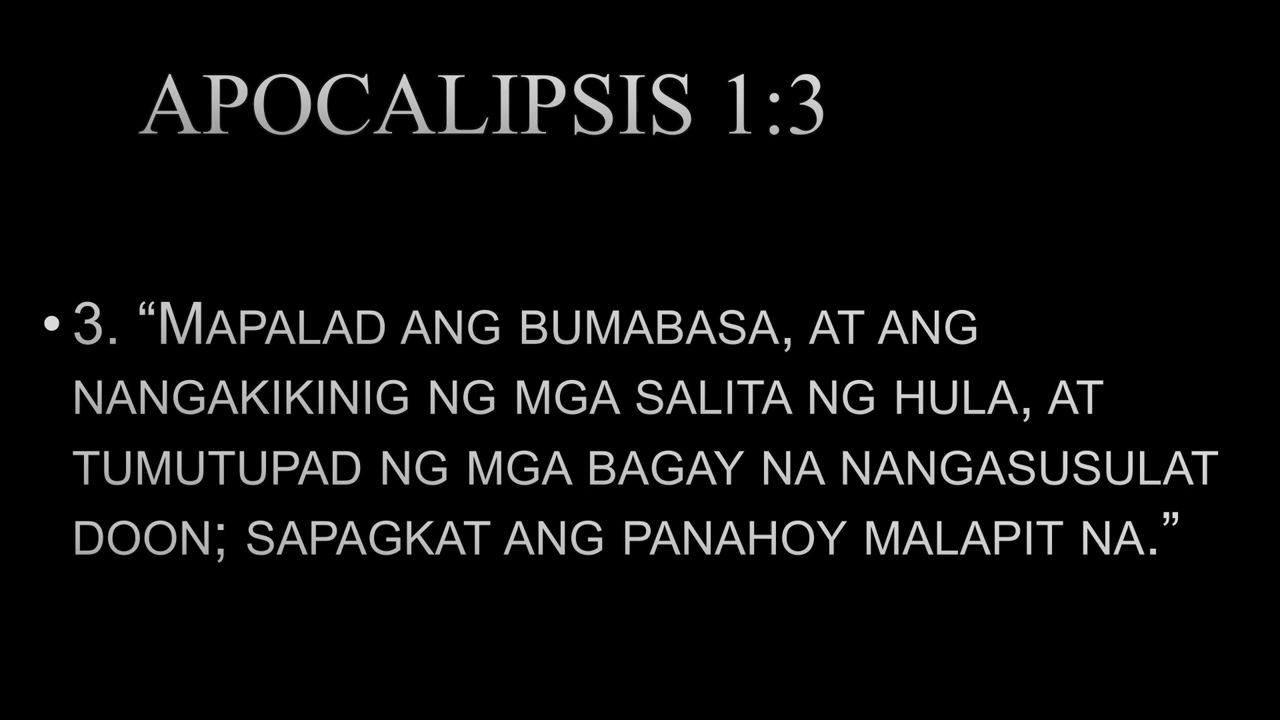 APOCALIPSIS 1:3
• 3. “MAPALAD ANG BUMABASA, AT ANG
NANGAKIKINIG NG MGA SALITA NG HULA, AT
TUMUTUPAD NG MGA BAGAY NA NANGASUSULAT
DOON; SAPAGKAT ANG PANAHOY MALAPIT NA.”